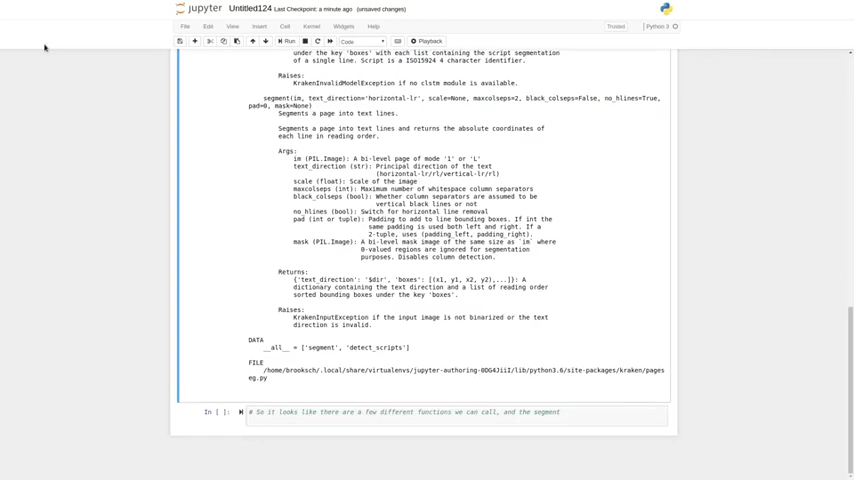 jupyter Untitled124 Last Checkpoint: a minute ago (unsaved changes)
File Edit View Insert Cell Kernel Widgets Help Trusted Python 3
Run Code Playback
under the key 'boxes' with each list containing the script segmentation
of a single line. Script is a ISO15924 4 character identifier.
Raises:
KrakenInvalidModelException if no clstm module is available.
segment(im, text_direction='horizontal-lr', scale=None, maxcolseps=2, black_colseps=False, no_hlines=True,
pad=0, mask=None)
Segments a page into text lines.
Segments a page into text lines and returns the absolute coordinates of
each line in reading order.
Args:
im (PIL.Image): A bi-level page of mode '1' or 'L'
text_direction (str): Principal direction of the text
(horizontal-lr/rl/vertical-lr/rl)
scale (float): Scale of the image
maxcolseps (int): Maximum number of whitespace column separators
black_colseps (bool): Whether column separators are assumed to be
vertical black lines or not
no_hlines (bool): Switch for horizontal line removal
pad (int or tuple): Padding to add to line bounding boxes. If int the
same padding is used both left and right. If a
2-tuple, uses (padding_left, padding_right).
mask (PIL.Image): A bi-level mask image of the same size as `im` where
0-valued regions are ignored for segmentation
purposes. Disables column detection.
Returns:
{'text_direction': '$dir', 'boxes': [(x1, y1, x2, y2),...]}: A
dictionary containing the text direction and a list of reading order
sorted bounding boxes under the key 'boxes'.
Raises:
KrakenInputException if the input image is not binarized or the text
direction is invalid.
DATA
__all__ = ['segment', 'detect_scripts']
FILE
/home/brooksch/.local/share/virtualenvs/jupyter-authoring-0DG4JiiI/lib/python3.6/site-packages/kraken/pages
eg.py
In [ ]: # So it looks like there are a few different functions we can call, and the segment